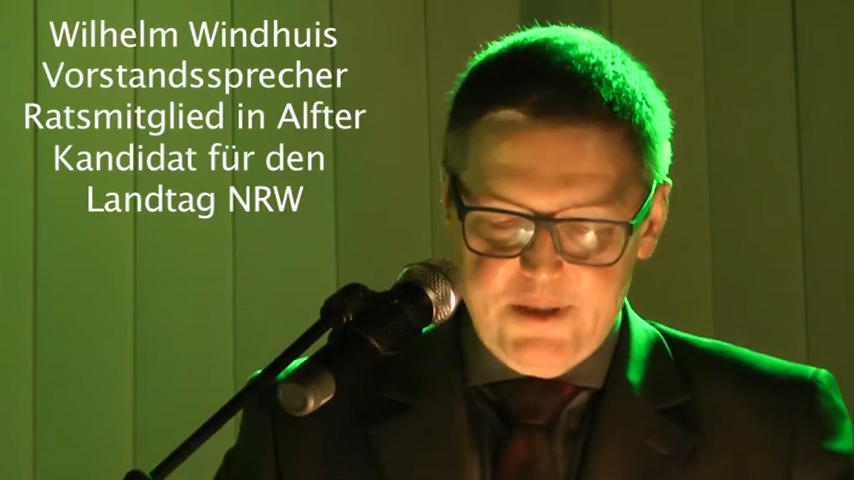 Wilhelm Windhuis
Vorstandssprecher
Ratsmitglied in Alfter
Kandidat für den
Landtag NRW